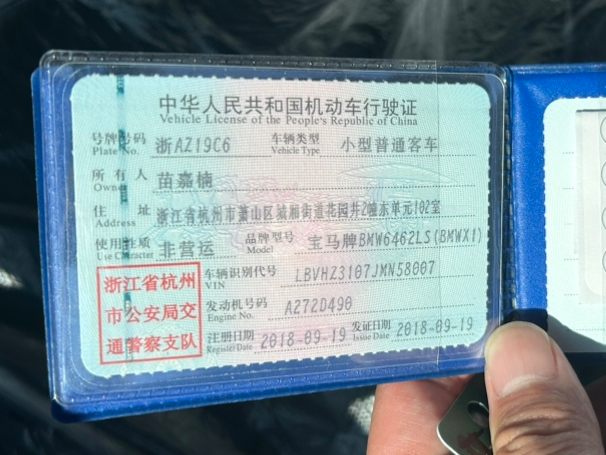 中华人民共和国机动车行驶证
Vehicle License of the People's Republic of China
号牌号码 浙AZ19C6 车辆类型 小型普通客车
Plate No. Vehicle Type
所有人 苗嘉楠
Owner
住址 浙江省杭州市萧山区城厢街道花园井2幢东单元102室
Address
使用性质 非营运 品牌型号 宝马牌BMW6462LS(BMWX1)
Use Character Model
浙江省杭州
市公安局交
通警察支队
车辆识别代号 LBVHZ3107JMN58007
VIN
发动机号码 A272D490
Engine No.
注册日期 2018-09-19 发证日期 2018-09-19
Register Date Issue Date